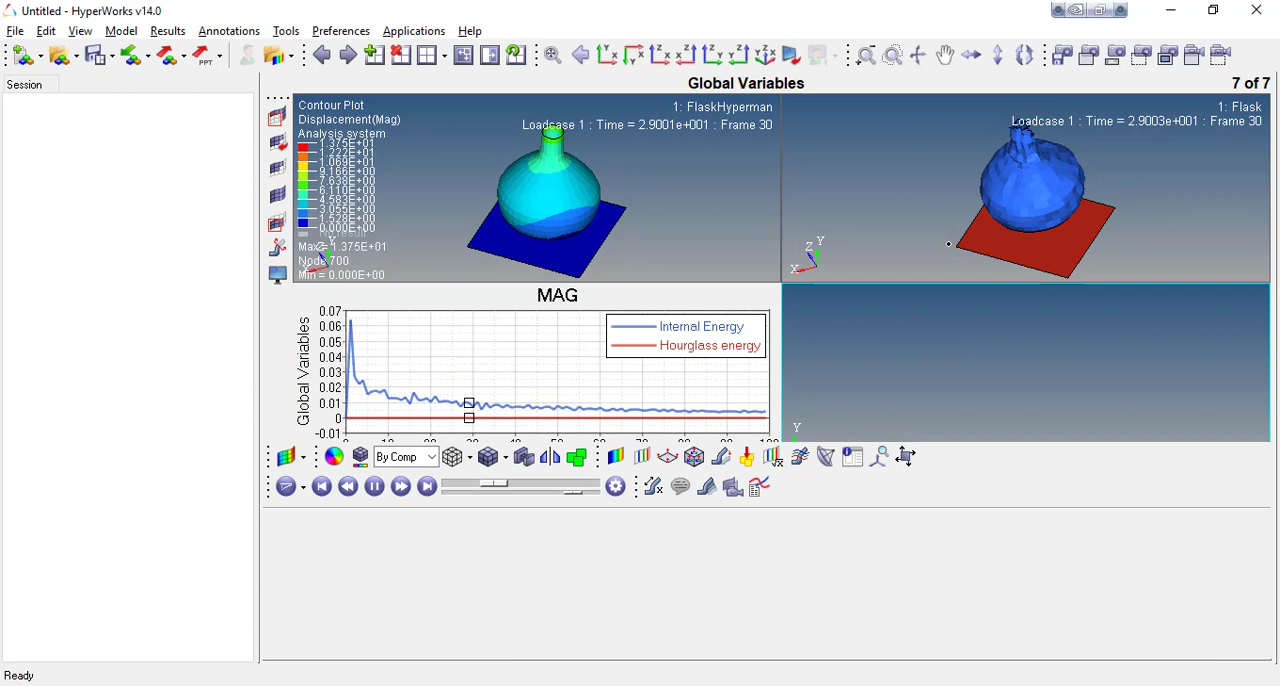 Untitled - HyperWorks v14.0
File Edit View Model Results Annotations Tools Preferences Applications Help
PPT
Session
Global Variables
7 of 7
Contour Plot
Displacement(Mag)
Analysis system
1.375E+01
1.222E+01
1.069E+01
9.166E+00
7.638E+00
6.110E+00
4.583E+00
3.055E+00
1.528E+00
0.000E+00
No result
Max = 1.375E+01
Node 700
Min = 0.000E+00
Z Y
X
1: FlaskHyperman
Loadcase 1 : Time = 2.9001e+001 : Frame 30
1: Flask
Loadcase 1 : Time = 2.9003e+001 : Frame 30
Z Y
X
MAG
Global Variables
0.07
0.06
0.05
0.04
0.03
0.02
0.01
0
-0.01
Internal Energy
Hourglass energy
Y
By Comp
Ready